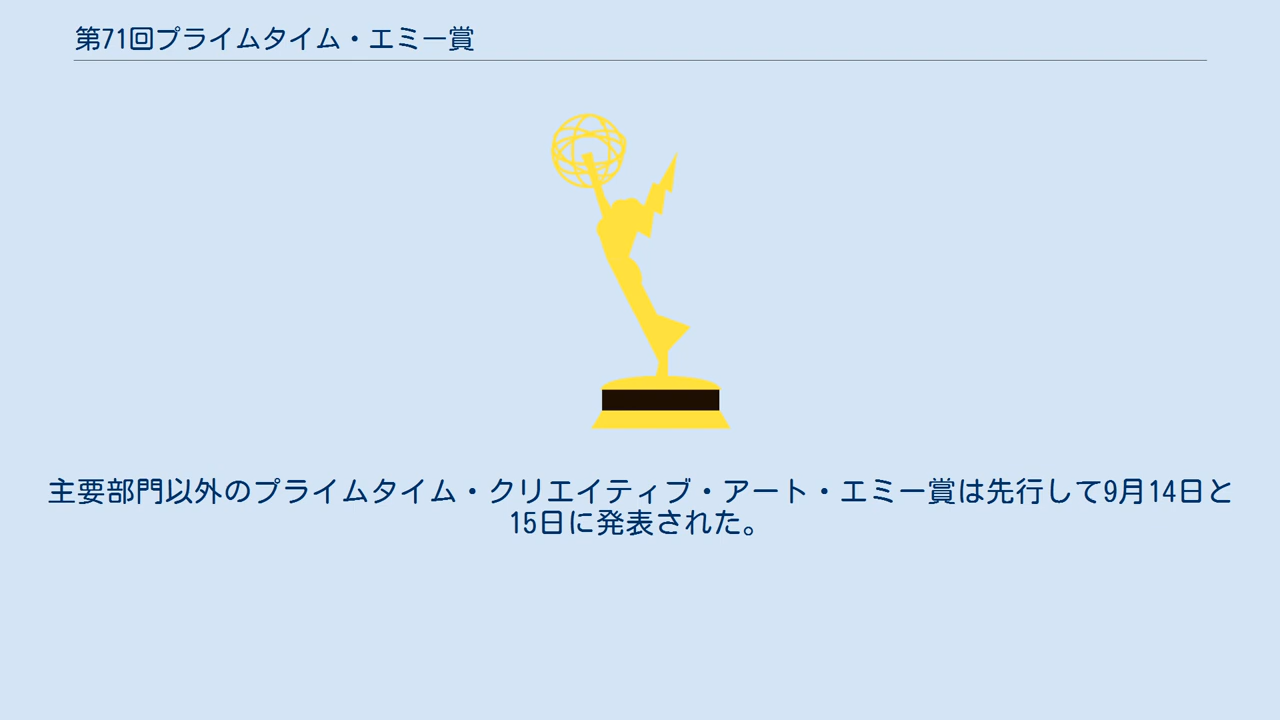 第71回プライムタイム・エミー賞
主要部門以外のプライムタイム・クリエイティブ・アート・エミー賞は先行して9月14日と
15日に発表された。